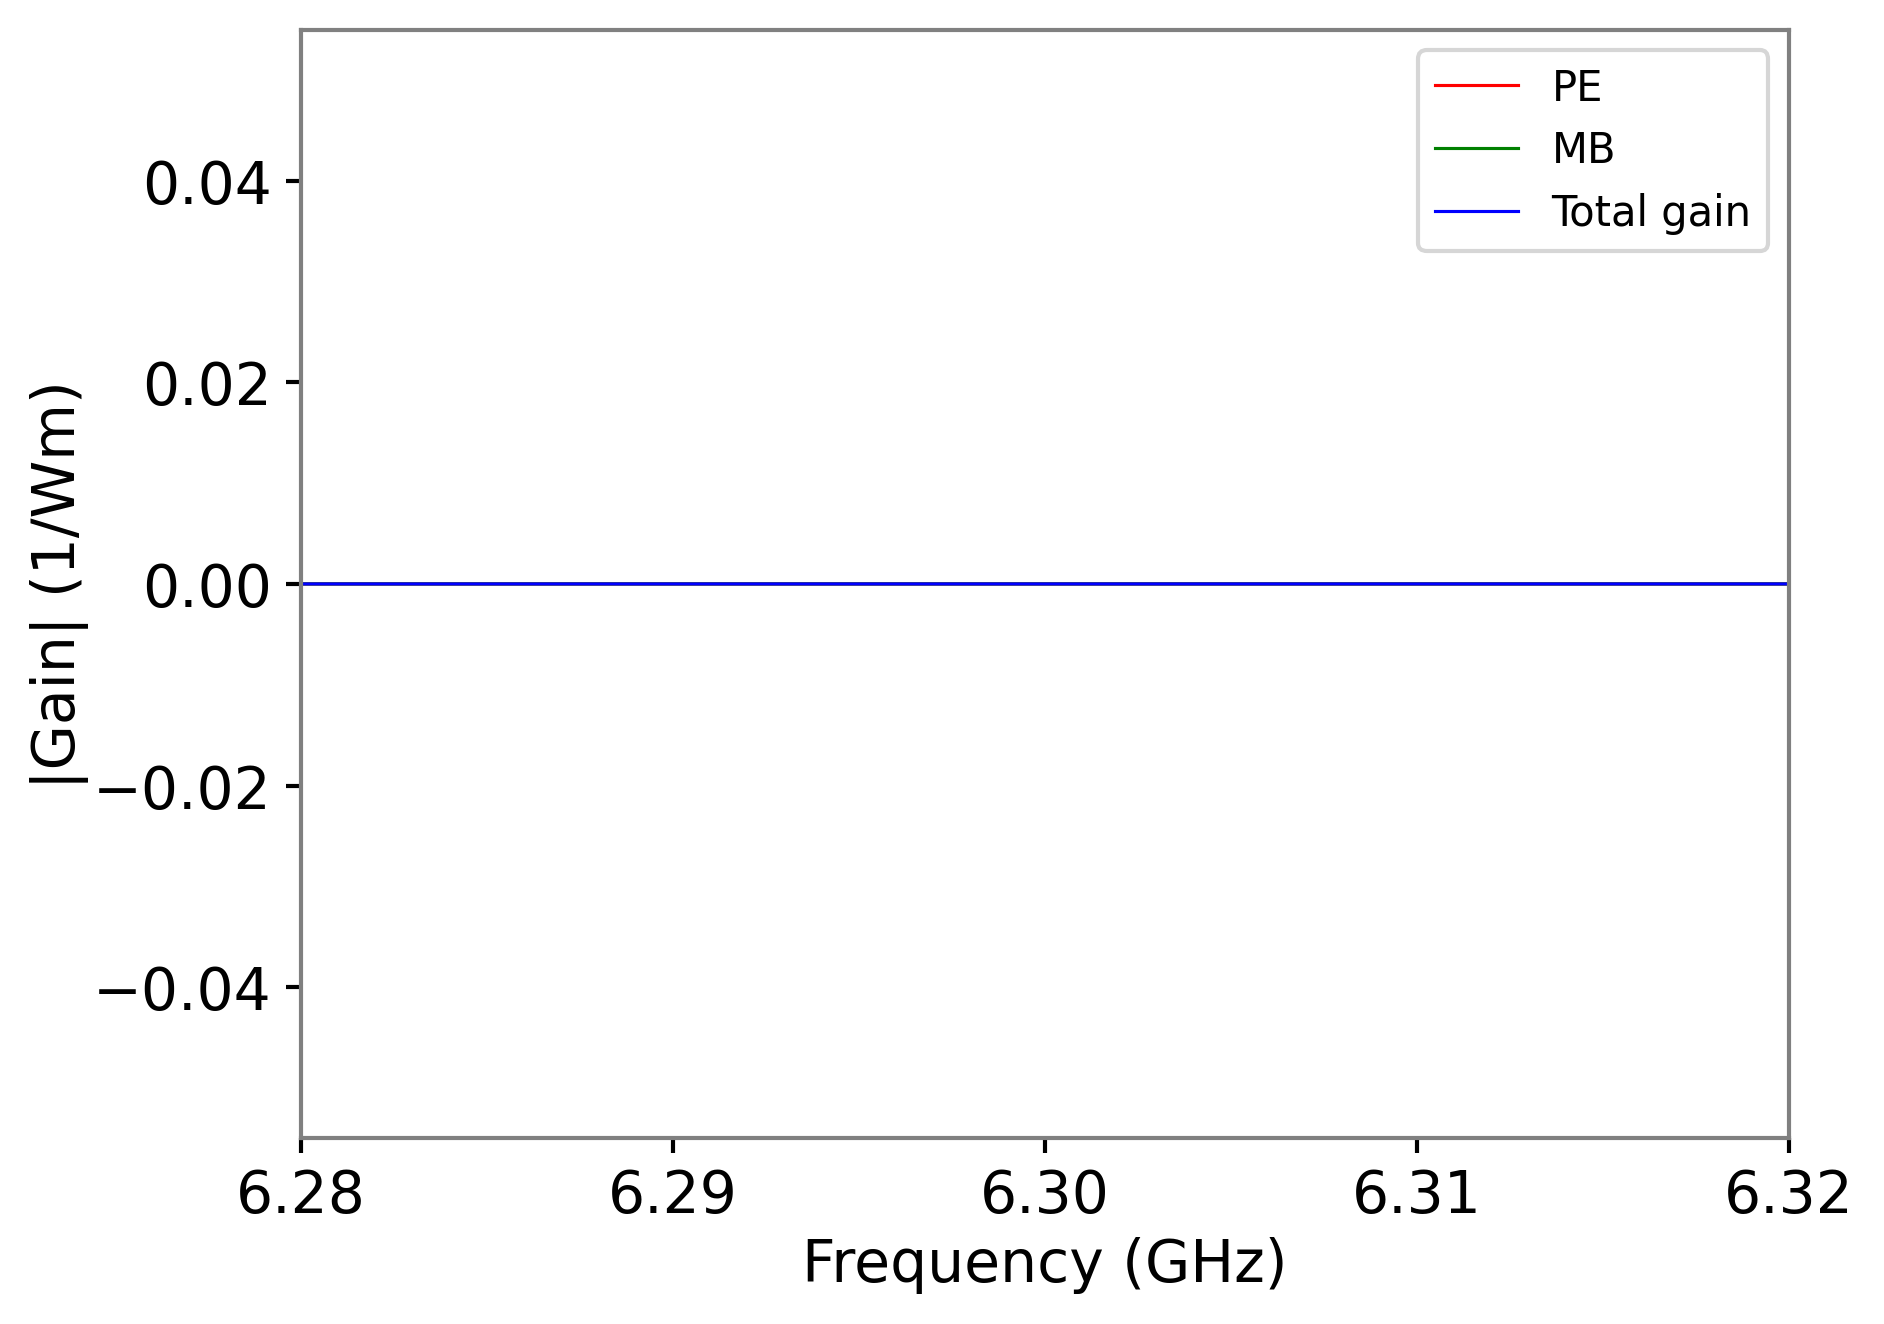 PE
MB
Total gain
0.04
0.02
0.00
−0.02
−0.04
|Gain| (1/Wm)
6.28 6.29 6.30 6.31 6.32
Frequency (GHz)